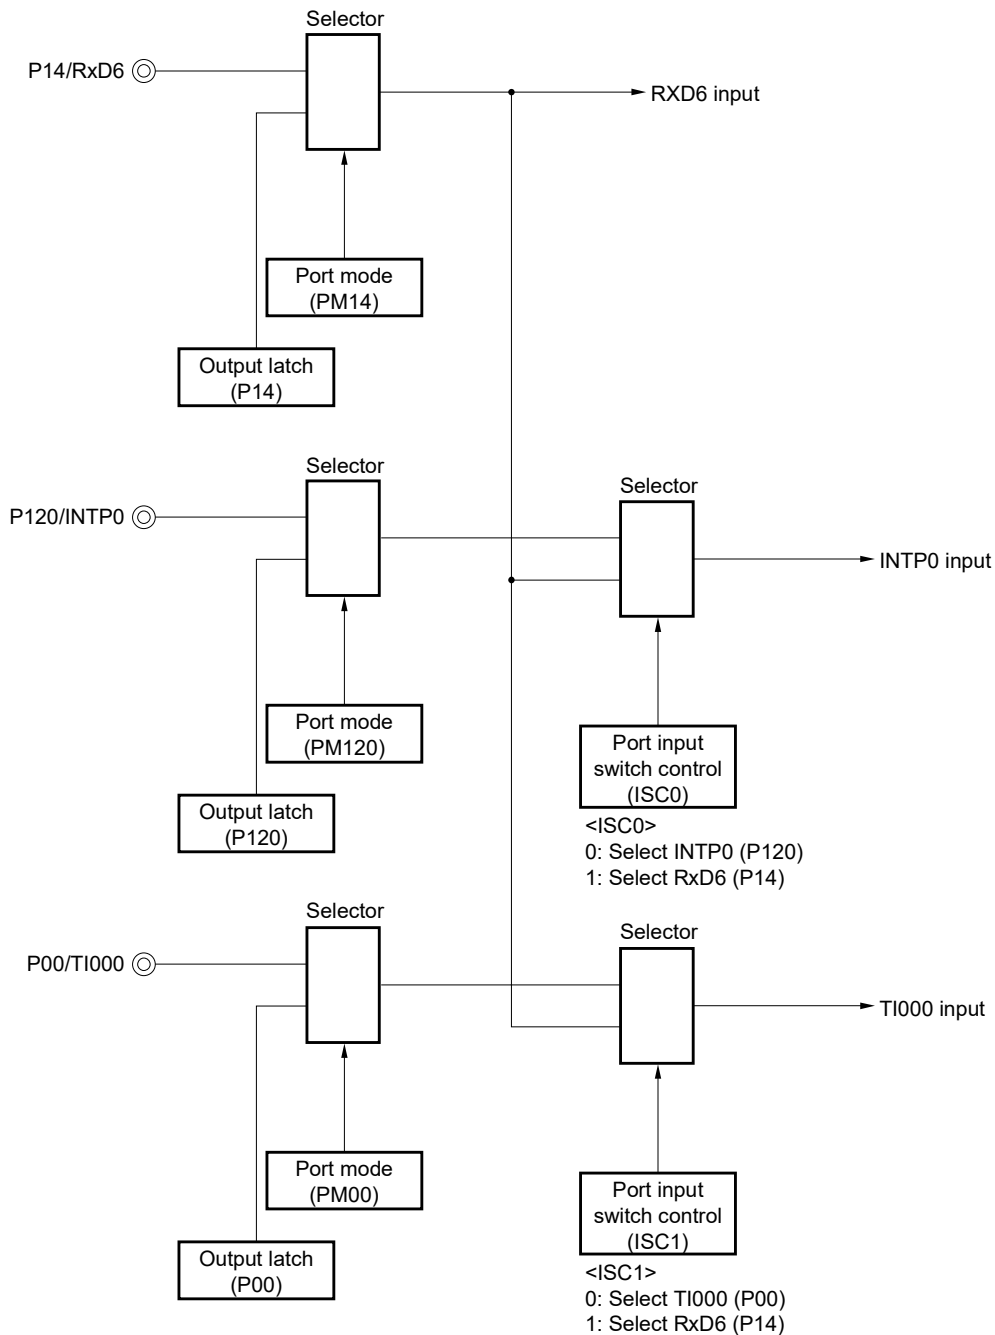 Selector
P14/RxD6
RXD6 input
Port mode
(PM14)
Output latch
(P14)
Selector
P120/INTP0
Selector
INTP0 input
Port mode
(PM120)
Port input
switch control
(ISC0)
Output latch
(P120)
<ISC0>
0: Select INTP0 (P120)
1: Select RxD6 (P14)
Selector
P00/TI000
Selector
TI000 input
Port mode
(PM00)
Port input
switch control
(ISC1)
Output latch
(P00)
<ISC1>
0: Select TI000 (P00)
1: Select RxD6 (P14)